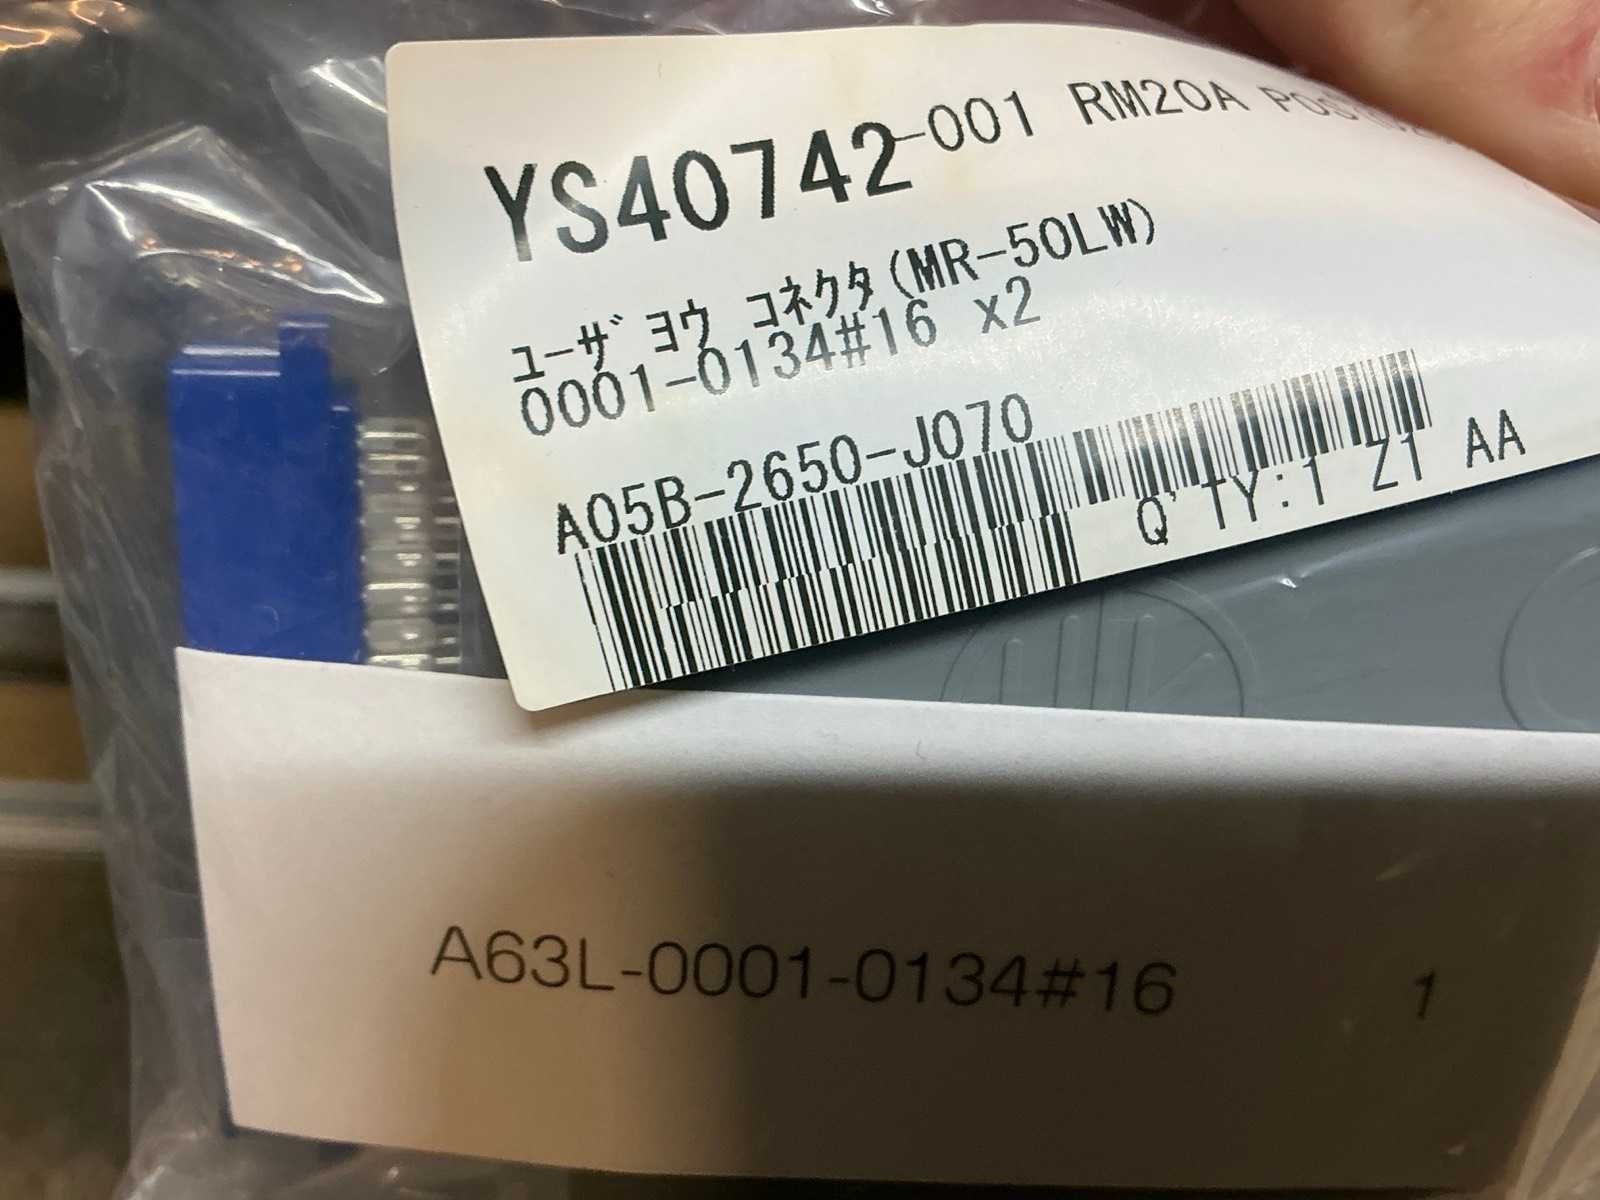 YS40742-001 RM20A
ﾕｰｻﾞ ﾖｳ ｺﾈｸﾀ(MR-50LW)
0001-0134#16 x2
A05B-2650-J070
Q'TY:1 Z1 AA
A63L-0001-0134#16 1